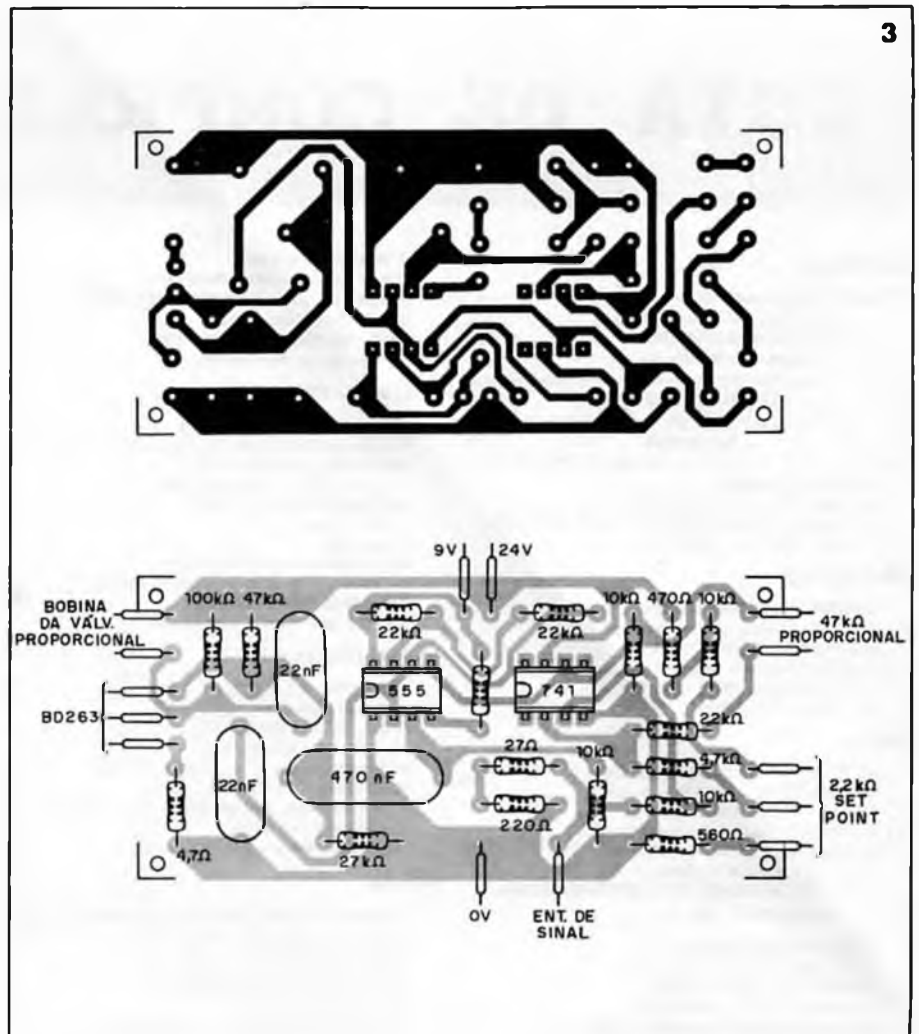 3
9V
24V
BOBINA
DA VALV.
PROPORCIONAL
100kΩ
47kΩ
22kΩ
22kΩ
10kΩ
470Ω
10kΩ
47kΩ
PROPORCIONAL
22nF
555
741
BD263
22kΩ
27Ω
10kΩ
4,7kΩ
22nF
470 nF
2,2kΩ
SET
POINT
220Ω
10kΩ
560Ω
4,7Ω
27kΩ
0V
ENT. DE
SINAL